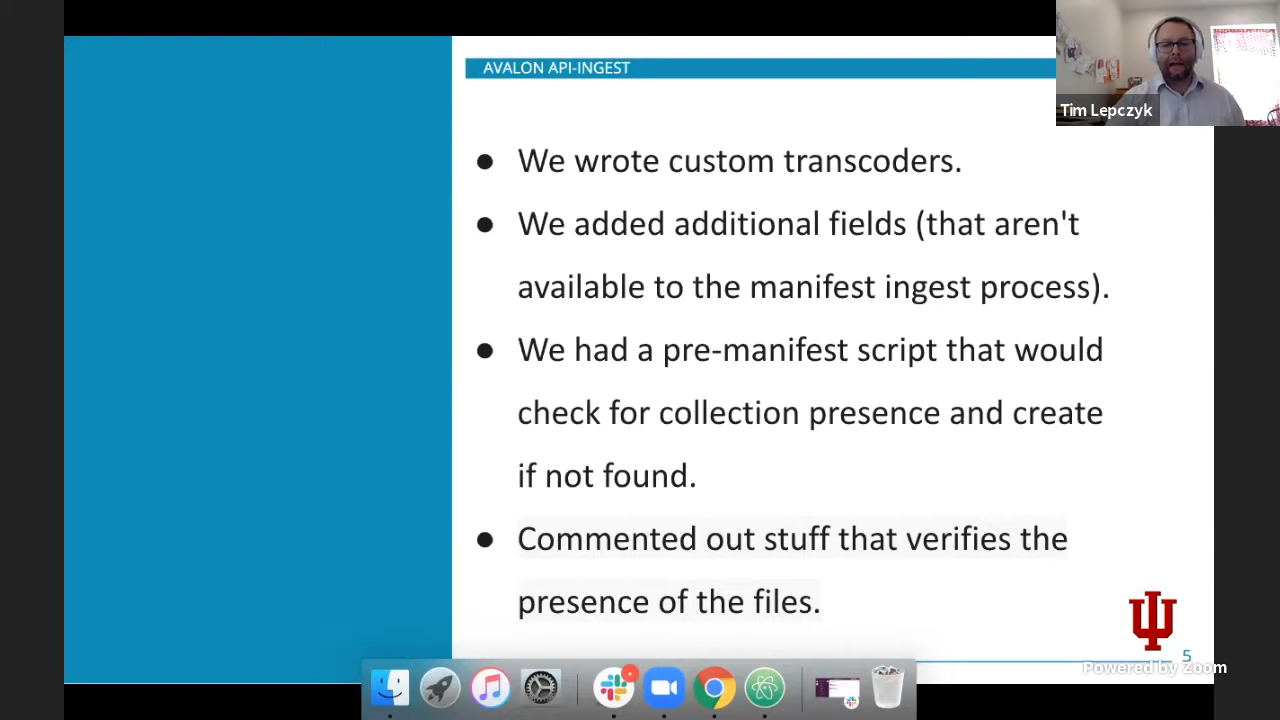 AVALON API-INGEST
Tim Lepczyk
● We wrote custom transcoders.
● We added additional fields (that aren't
available to the manifest ingest process).
● We had a pre-manifest script that would
check for collection presence and create
if not found.
● Commented out stuff that verifies the
presence of the files.
5
Powered by Zoom